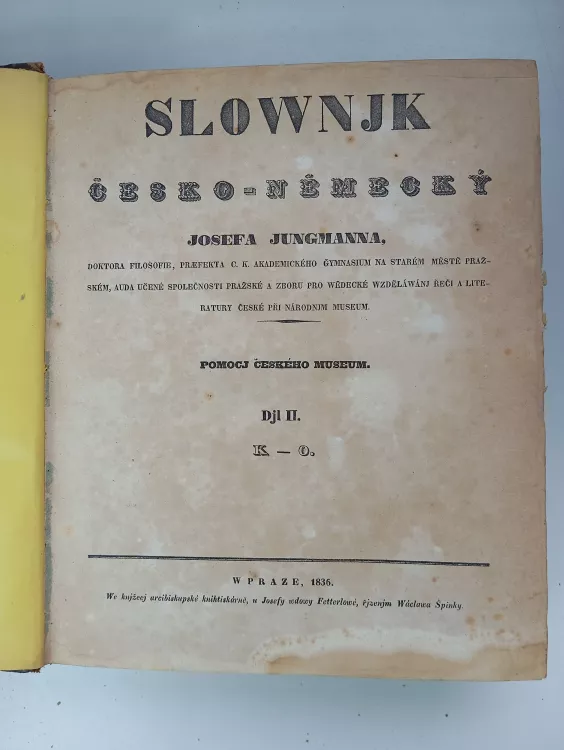 SLOWNJK
ČESKO-NĚMECKÝ
JOSEFA JUNGMANNA,
DOKTORA FILOSOFIE, PRÆFEKTA C. K. AKADEMICKÉHO GYMNASIUM NA STARÉM MĚSTĚ PRAŽ-
SKÉM, AUDA UČENÉ SPOLEČNOSTI PRAŽSKÉ A ZBORU PRO WĚDECKÉ WZDĚLÁWÁNJ ŘEČI A LITE-
RATURY ČESKÉ PŘI NÁRODNIM MUSEUM.
POMOCJ ČESKÉHO MUSEUM.
Djl II.
K — O.
W PRAZE, 1836.
We knjžecj arcibiskupské knihtiskárně, u Josefy wdowy Fetterlowé, řjzenjm Wáclawa Špinky.